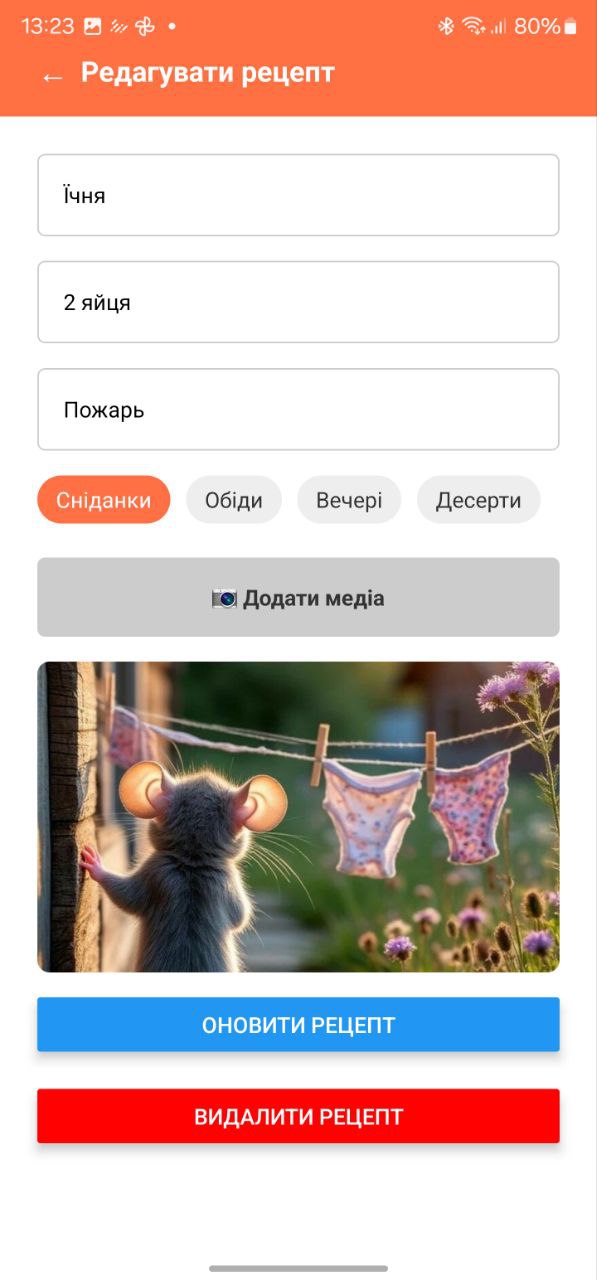 13:23 80%
← Редагувати рецепт
Їчня
2 яйця
Пожарь
Сніданки Обіди Вечері Десерти
Додати медіа
ОНОВИТИ РЕЦЕПТ
ВИДАЛИТИ РЕЦЕПТ